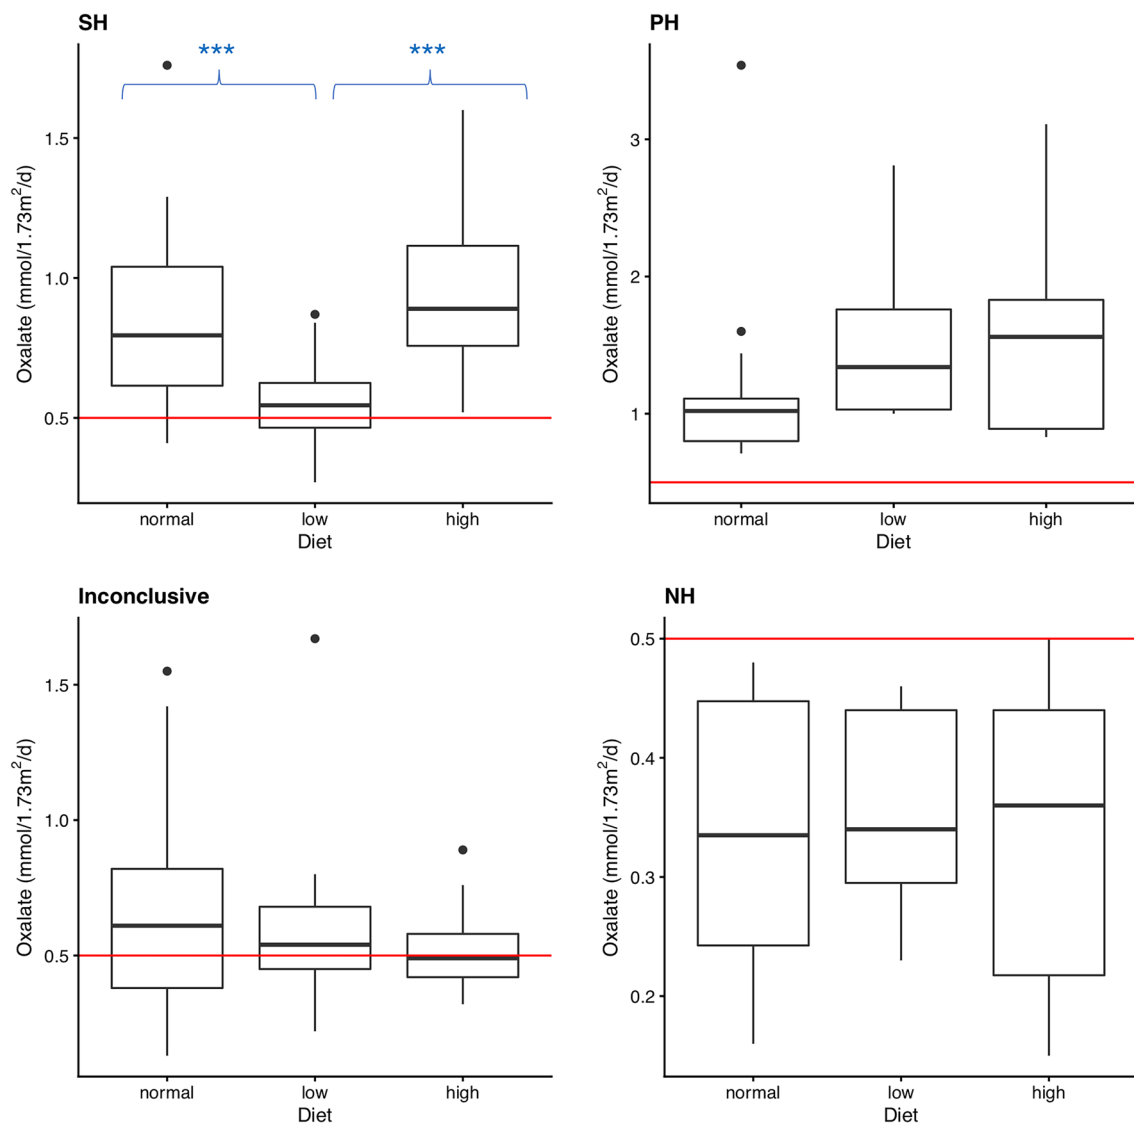 SH
***
***
1.5
1.0
0.5
Oxalate (mmol/1.73m²/d)
normal low high
Diet
PH
3
2
1
Oxalate (mmol/1.73m²/d)
normal low high
Diet
Inconclusive
1.5
1.0
0.5
Oxalate (mmol/1.73m²/d)
normal low high
Diet
NH
0.5
0.4
0.3
0.2
Oxalate (mmol/1.73m²/d)
normal low high
Diet